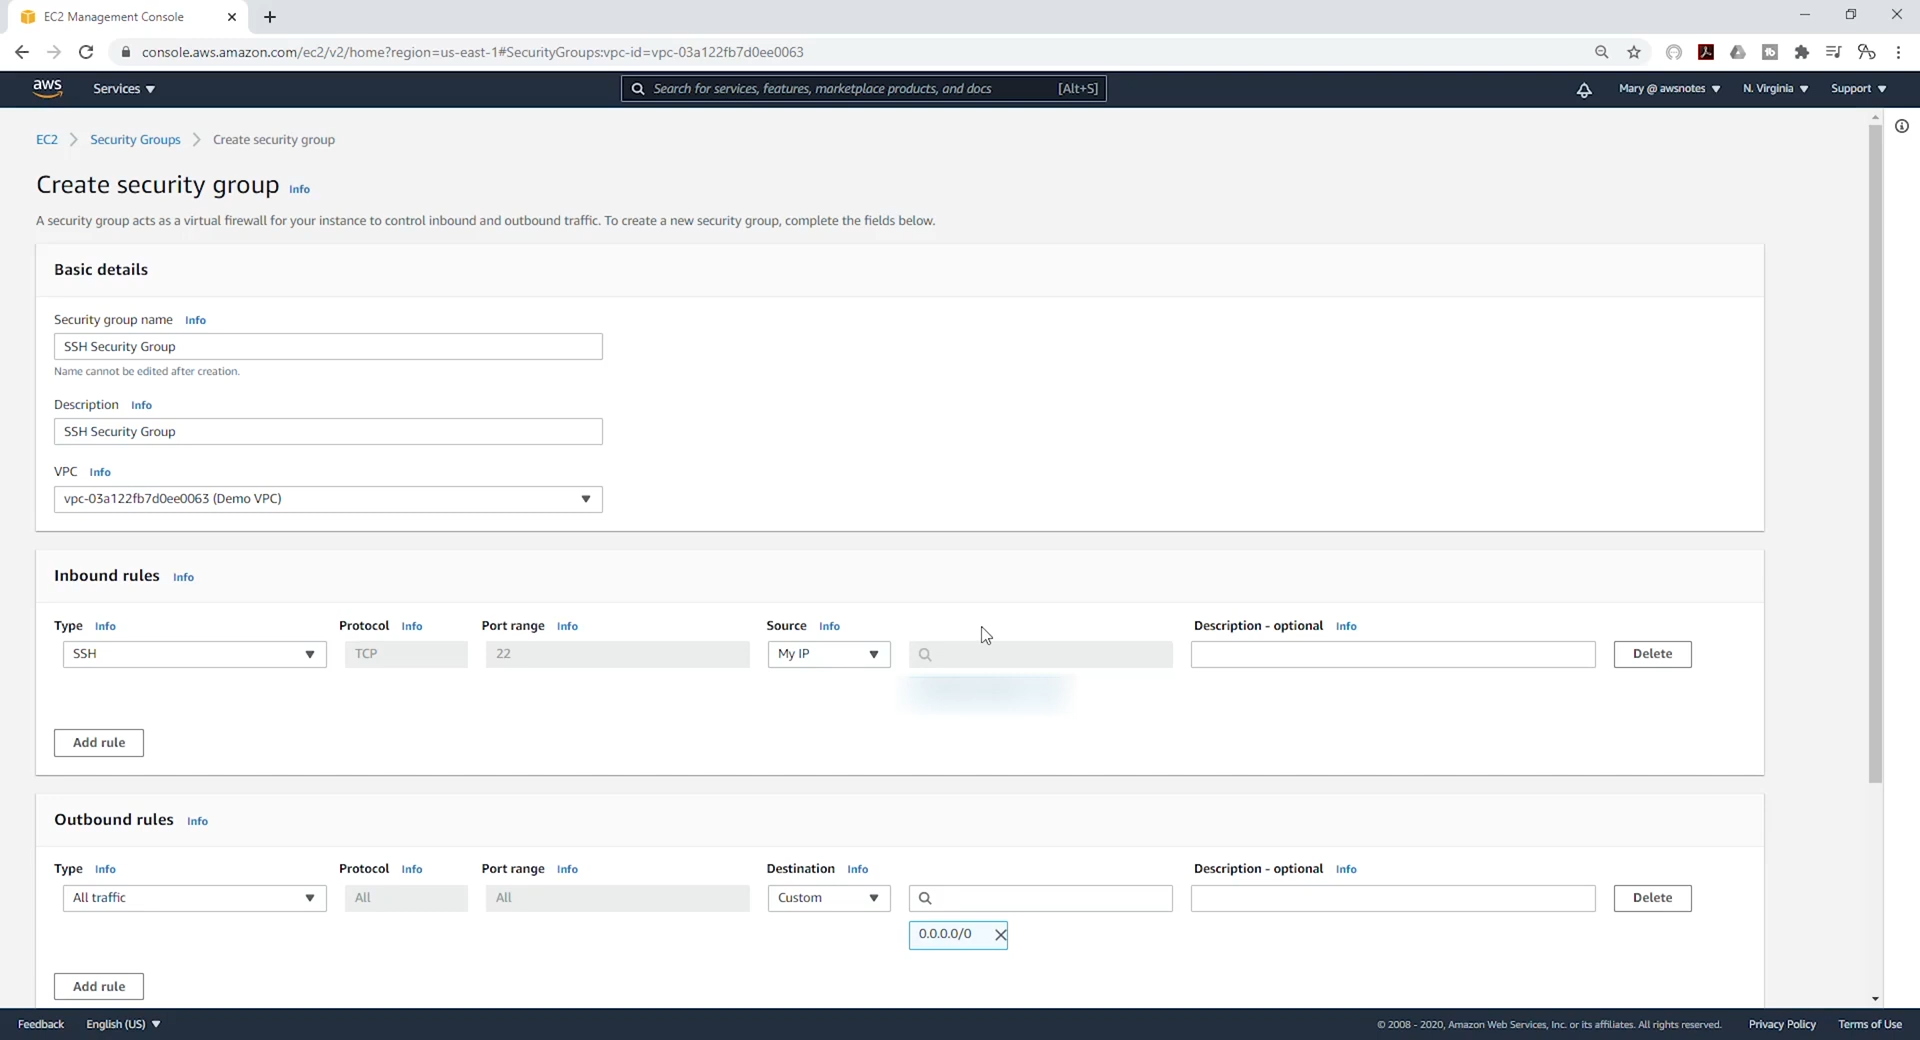 EC2 Management Console
console.aws.amazon.com/ec2/v2/home?region=us-east-1#SecurityGroups:vpc-id=vpc-03a122fb7d0ee0063
aws Services Search for services, features, marketplace products, and docs [Alt+S] Mary @ awsnotes N. Virginia Support
EC2 Security Groups Create security group
Create security group Info
A security group acts as a virtual firewall for your instance to control inbound and outbound traffic. To create a new security group, complete the fields below.
Basic details
Security group name Info
SSH Security Group
Name cannot be edited after creation.
Description Info
SSH Security Group
VPC Info
vpc-03a122fb7d0ee0063 (Demo VPC)
Inbound rules Info
Type Info Protocol Info Port range Info Source Info Description - optional Info
SSH TCP 22 My IP Delete
Add rule
Outbound rules Info
Type Info Protocol Info Port range Info Destination Info Description - optional Info
All traffic All All Custom Delete
0.0.0.0/0
Add rule
Feedback English (US) © 2008 - 2020, Amazon Web Services, Inc. or its affiliates. All rights reserved. Privacy Policy Terms of Use